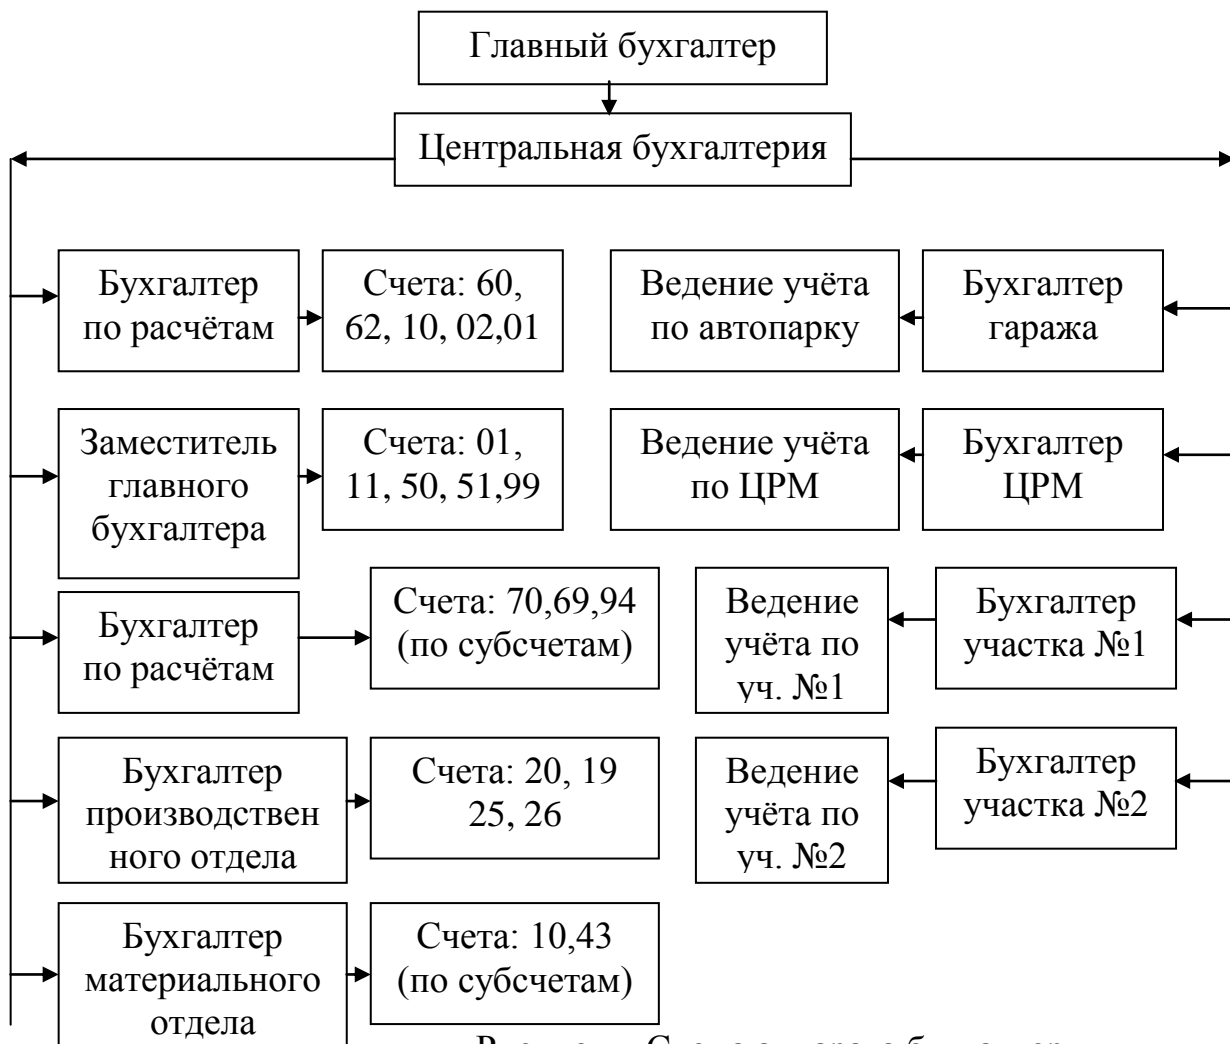 Главный бухгалтер
Центральная бухгалтерия
Бухгалтер
по расчётам
Счета: 60,
62, 10, 02,01
Ведение учёта
по автопарку
Бухгалтер
гаража
Заместитель
главного
бухгалтера
Счета: 01,
11, 50, 51,99
Ведение учёта
по ЦРМ
Бухгалтер
ЦРМ
Бухгалтер
по расчётам
Счета: 70,69,94
(по субсчетам)
Ведение
учёта по
уч. №1
Бухгалтер
участка №1
Бухгалтер
производствен
ного отдела
Счета: 20, 19
25, 26
Ведение
учёта по
уч. №2
Бухгалтер
участка №2
Бухгалтер
материального
отдела
Счета: 10,43
(по субсчетам)